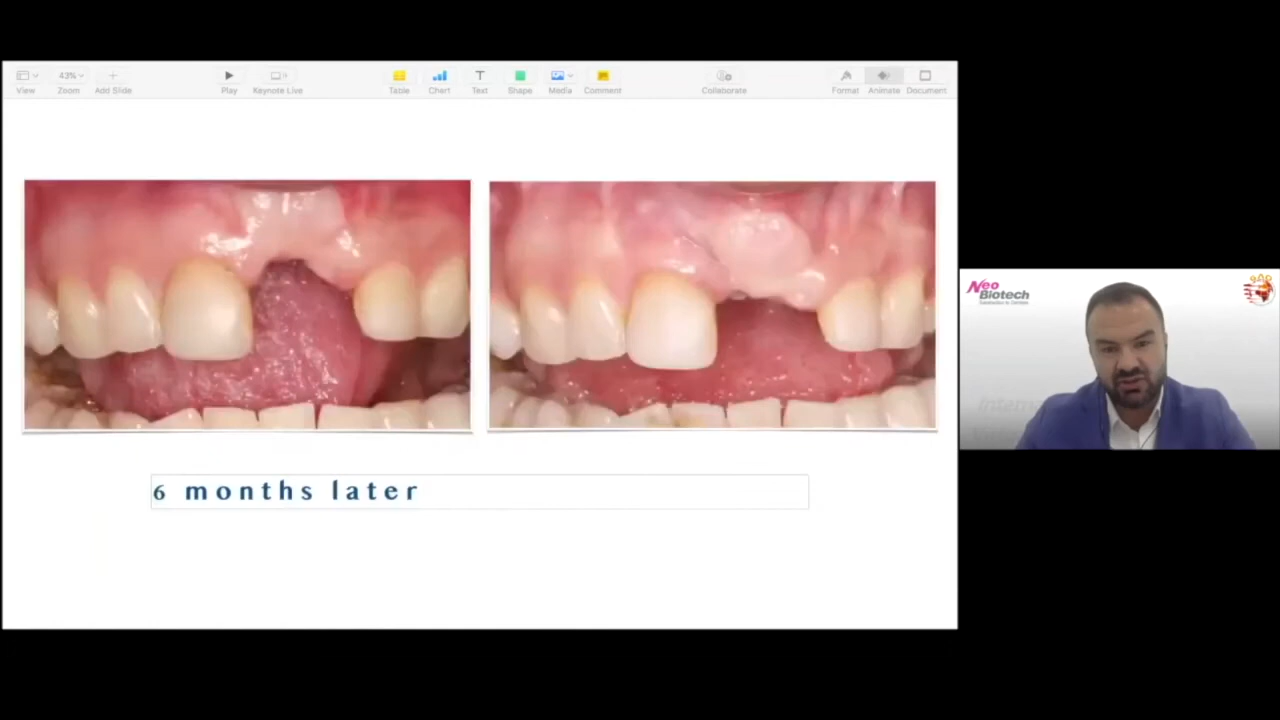 43%
View
Zoom
Add Slide
Play
Keynote Live
Table
Chart
Text
Shape
Media
Comment
Collaborate
Format
Animate
Document
6 months later
Neo
Biotech